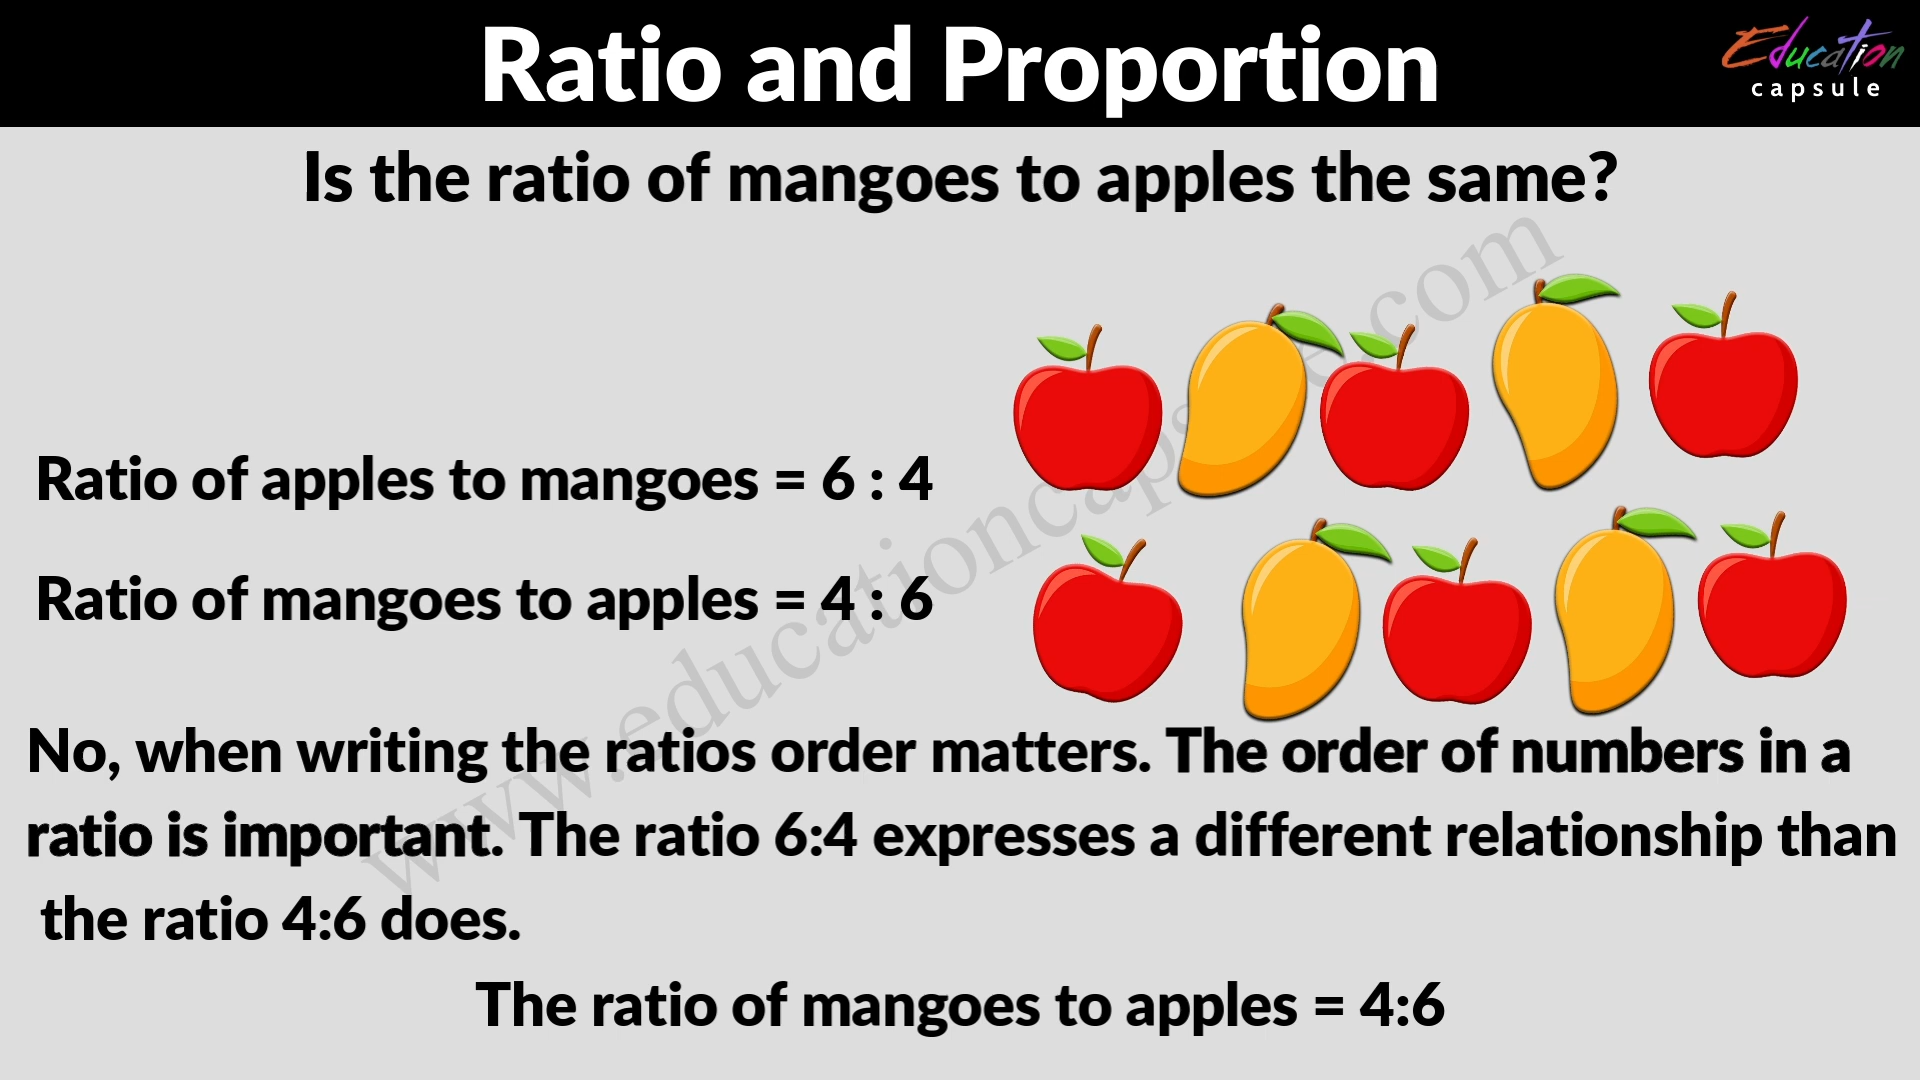 Ratio and Proportion
Education
capsule
Is the ratio of mangoes to apples the same?
Ratio of apples to mangoes = 6 : 4
Ratio of mangoes to apples = 4 : 6
No, when writing the ratios order matters. The order of numbers in a
ratio is important. The ratio 6:4 expresses a different relationship than
the ratio 4:6 does.
The ratio of mangoes to apples = 4:6
www.educationcapsule.com